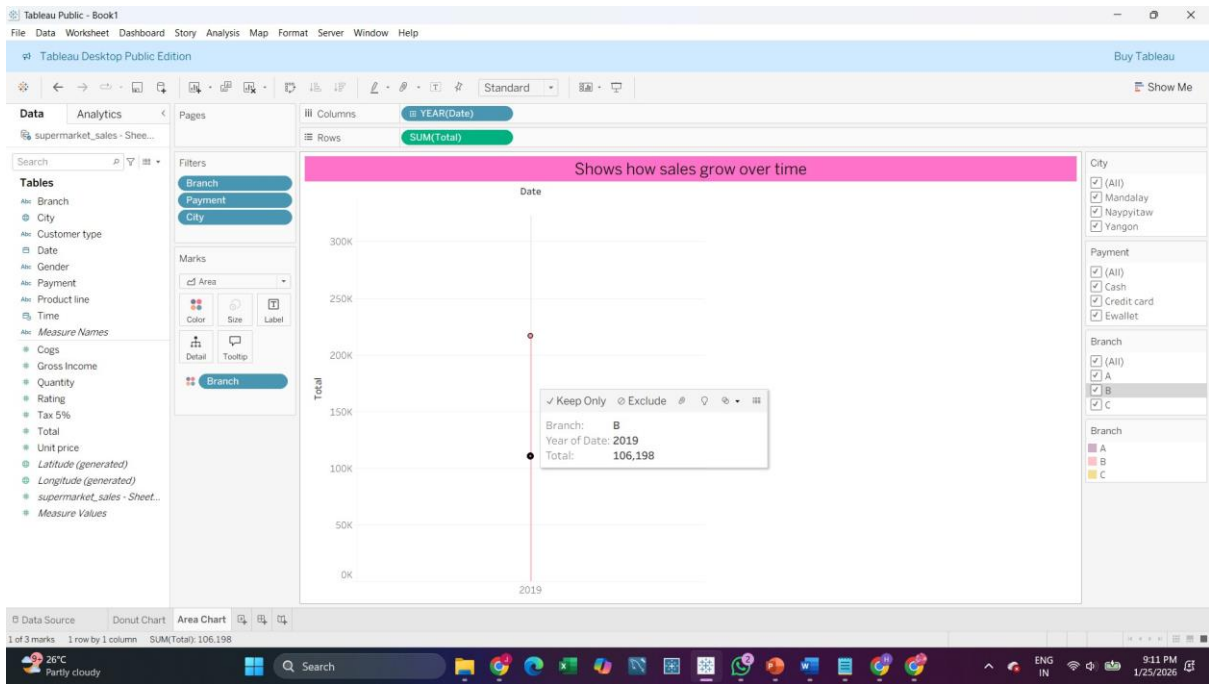 Tableau Public - Book1
File Data Worksheet Dashboard Story Analysis Map Format Server Window Help
Tableau Desktop Public Edition
Buy Tableau
Standard
Show Me
Data Analytics
supermarket_sales - Shee...
Search
Tables
Abc Branch
City
Abc Customer type
Date
Abc Gender
Abc Payment
Abc Product line
Time
Abc Measure Names
Cogs
Gross Income
Quantity
Rating
Tax 5%
Total
Unit price
Latitude (generated)
Longitude (generated)
supermarket_sales - Sheet...
Measure Values
Pages
Filters
Branch
Payment
City
Marks
Area
Color Size Label
Detail Tooltip
Branch
Columns YEAR(Date)
Rows SUM(Total)
Shows how sales grow over time
Date
300K
250K
200K
150K
100K
50K
0K
Total
2019
Keep Only Exclude
Branch: B
Year of Date: 2019
Total: 106,198
City
(All)
Mandalay
Naypyitaw
Yangon
Payment
(All)
Cash
Credit card
Ewallet
Branch
(All)
A
B
C
Branch
A
B
C
Data Source Donut Chart Area Chart
1 of 3 marks 1 row by 1 column SUM(Total): 106,198
26°C
Partly cloudy
Search
ENG
IN
9:11 PM
1/25/2026